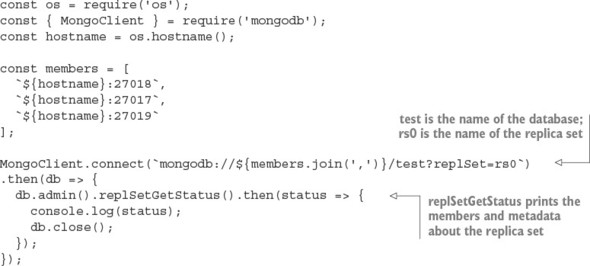 const os = require('os');
const { MongoClient } = require('mongodb');
const hostname = os.hostname();
const members = [
`${hostname}:27018`,
`${hostname}:27017`,
`${hostname}:27019`
];
test is the name of the database;
rs0 is the name of the replica set
MongoClient.connect(`mongodb://${members.join(',')}/test?replSet=rs0`)
.then(db => {
db.admin().replSetGetStatus().then(status => {
console.log(status);
db.close();
});
});
replSetGetStatus prints the
members and metadata
about the replica set